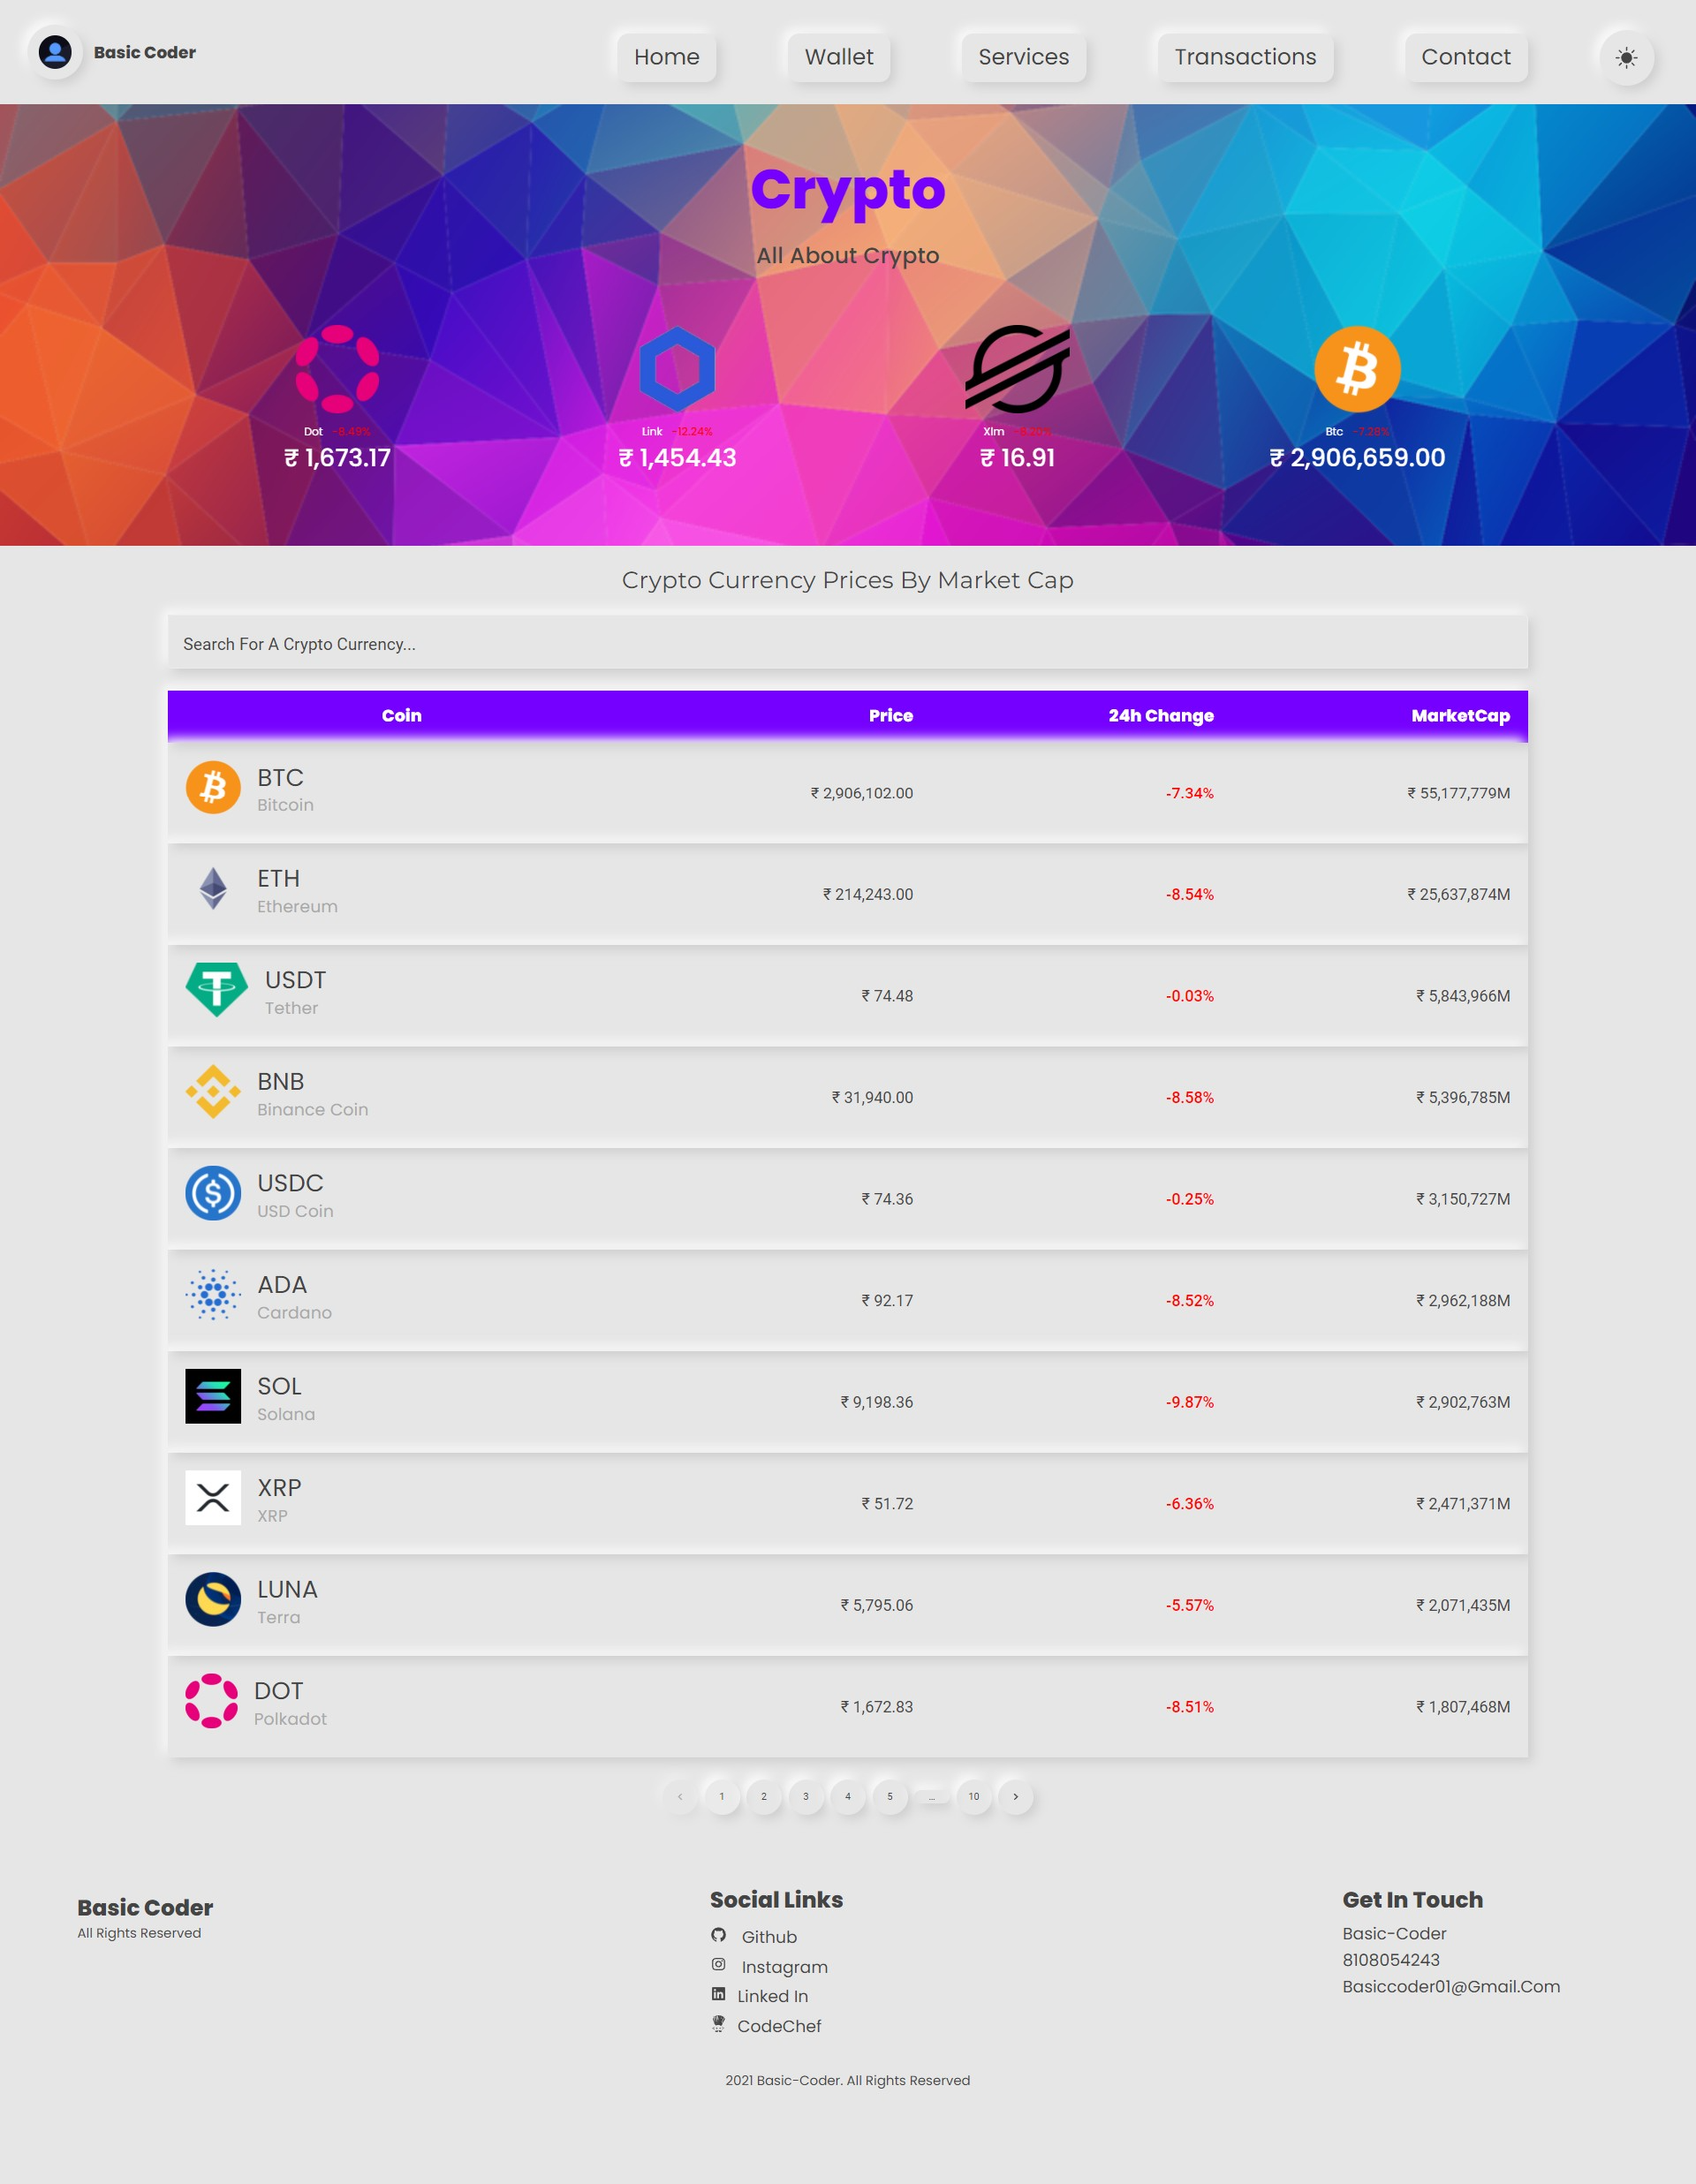 Basic Coder
Home Wallet Services Transactions Contact
Crypto
All About Crypto
Dot -8.49% Link -12.24% Xlm Btc -7.28%
₹ 1,673.17 ₹ 1,454.43 ₹ 16.91 ₹ 2,906,659.00
Crypto Currency Prices By Market Cap
Search For A Crypto Currency...
Coin Price 24h Change MarketCap
BTC
Bitcoin
₹ 2,906,102.00 -7.34% ₹ 55,177,779M
ETH
Ethereum
₹ 214,243.00 -8.54% ₹ 25,637,874M
USDT
Tether
₹ 74.48 -0.03% ₹ 5,843,966M
BNB
Binance Coin
₹ 31,940.00 -8.58% ₹ 5,396,785M
USDC
USD Coin
₹ 74.36 -0.25% ₹ 3,150,727M
ADA
Cardano
₹ 92.17 -8.52% ₹ 2,962,188M
SOL
Solana
₹ 9,198.36 -9.87% ₹ 2,902,763M
XRP
XRP
₹ 51.72 -6.36% ₹ 2,471,371M
LUNA
Terra
₹ 5,795.06 -5.57% ₹ 2,071,435M
DOT
Polkadot
₹ 1,672.83 -8.51% ₹ 1,807,468M
‹ 1 2 3 4 5 ... 10 ›
Basic Coder
All Rights Reserved
Social Links
Github
Instagram
Linked In
CodeChef
Get In Touch
Basic-Coder
8108054243
Basiccoder01@Gmail.Com
2021 Basic-Coder. All Rights Reserved